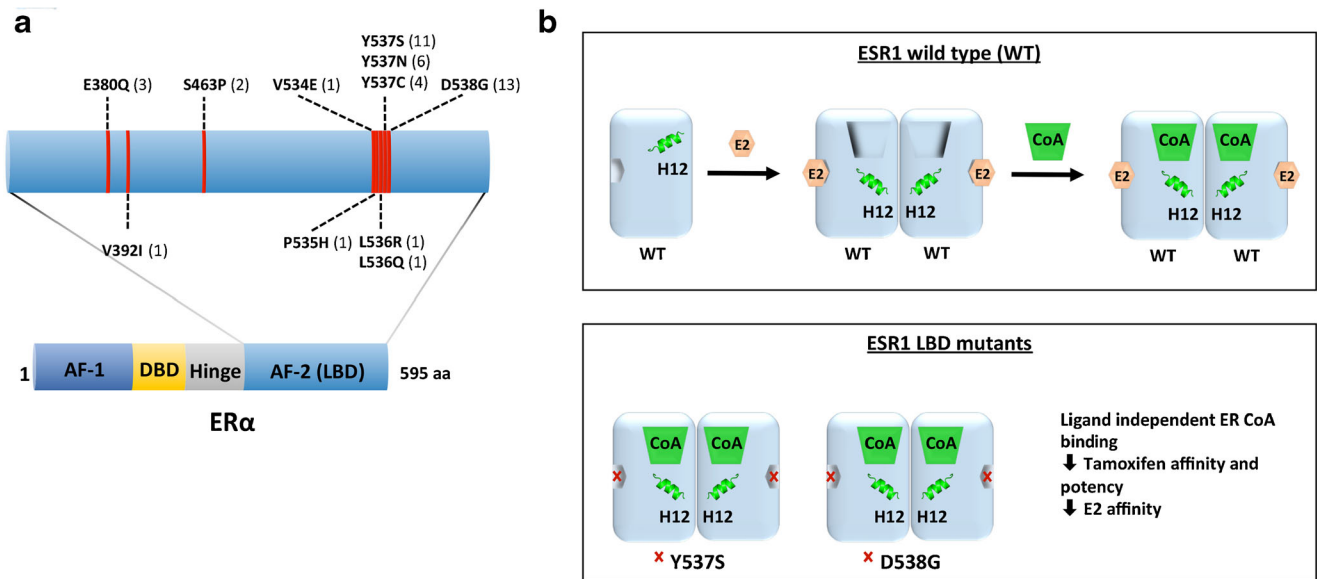 a
Y537S (11)
Y537N (6)
E380Q (3) S463P (2) V534E (1) Y537C (4) D538G (13)
V392I (1) P535H (1) L536R (1)
L536Q (1)
1 AF-1 DBD Hinge AF-2 (LBD) 595 aa
ERα
b
ESR1 wild type (WT)
H12
WT
E2
E2 E2
H12 H12
WT WT
CoA
CoA CoA
E2 E2
H12 H12
WT WT
ESR1 LBD mutants
CoA CoA
x x
H12 H12
x Y537S
CoA CoA
x x
H12 H12
x D538G
Ligand independent ER CoA
binding
⬇ Tamoxifen affinity and
potency
⬇ E2 affinity